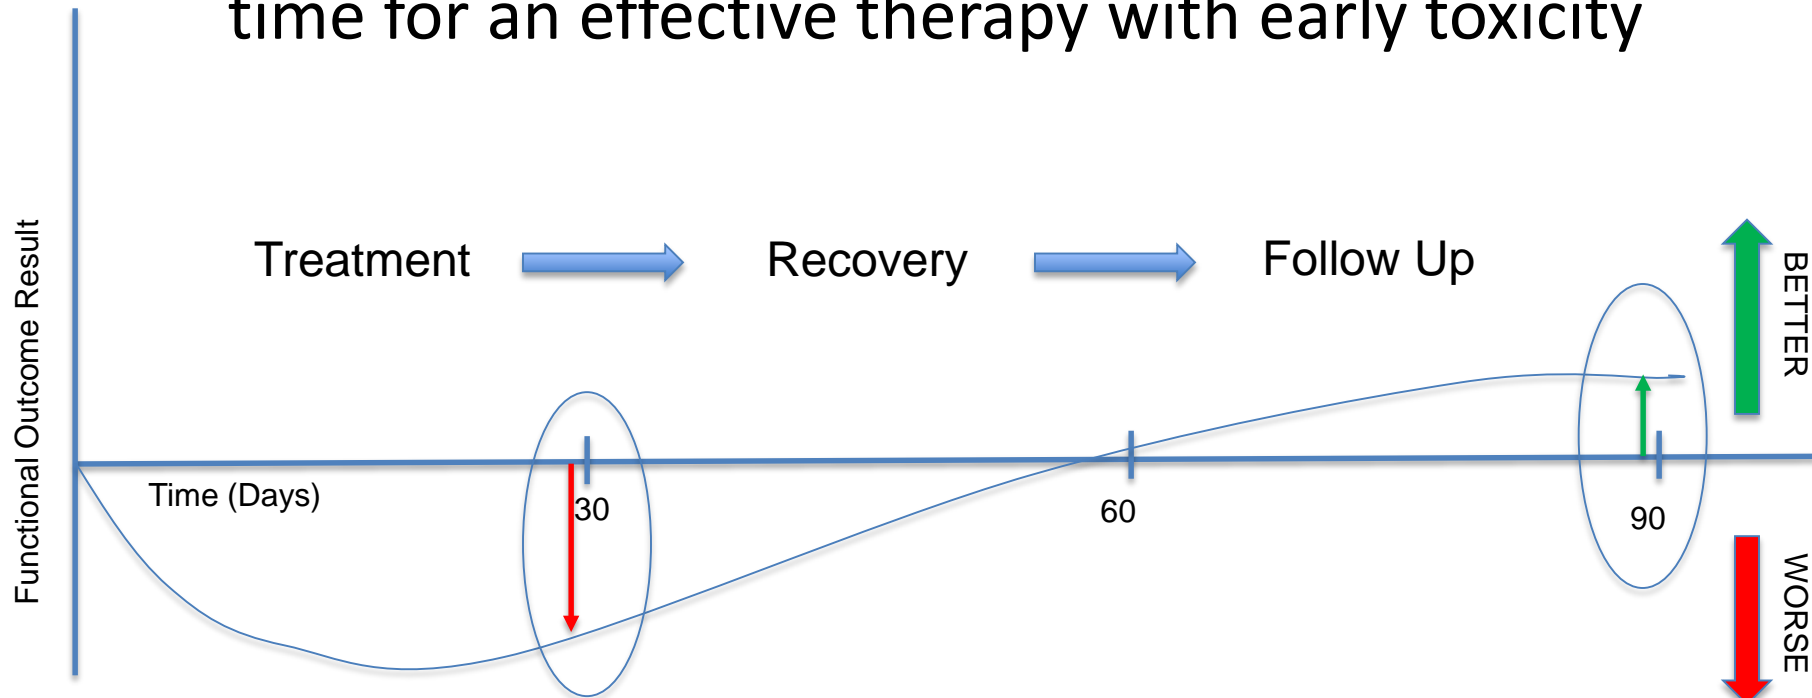 time for an effective therapy with early toxicity
Functional Outcome Result
Treatment
Recovery
Follow Up
BETTER
Time (Days)
30
60
90
WORSE